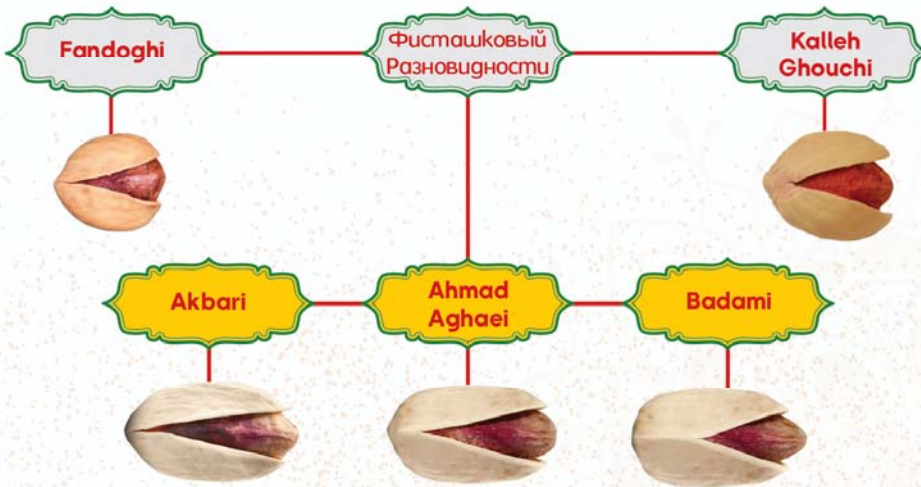 Fandoghi
Фисташковый
Разновидности
Kalleh
Ghouchi
Akbari
Ahmad
Aghaei
Badami